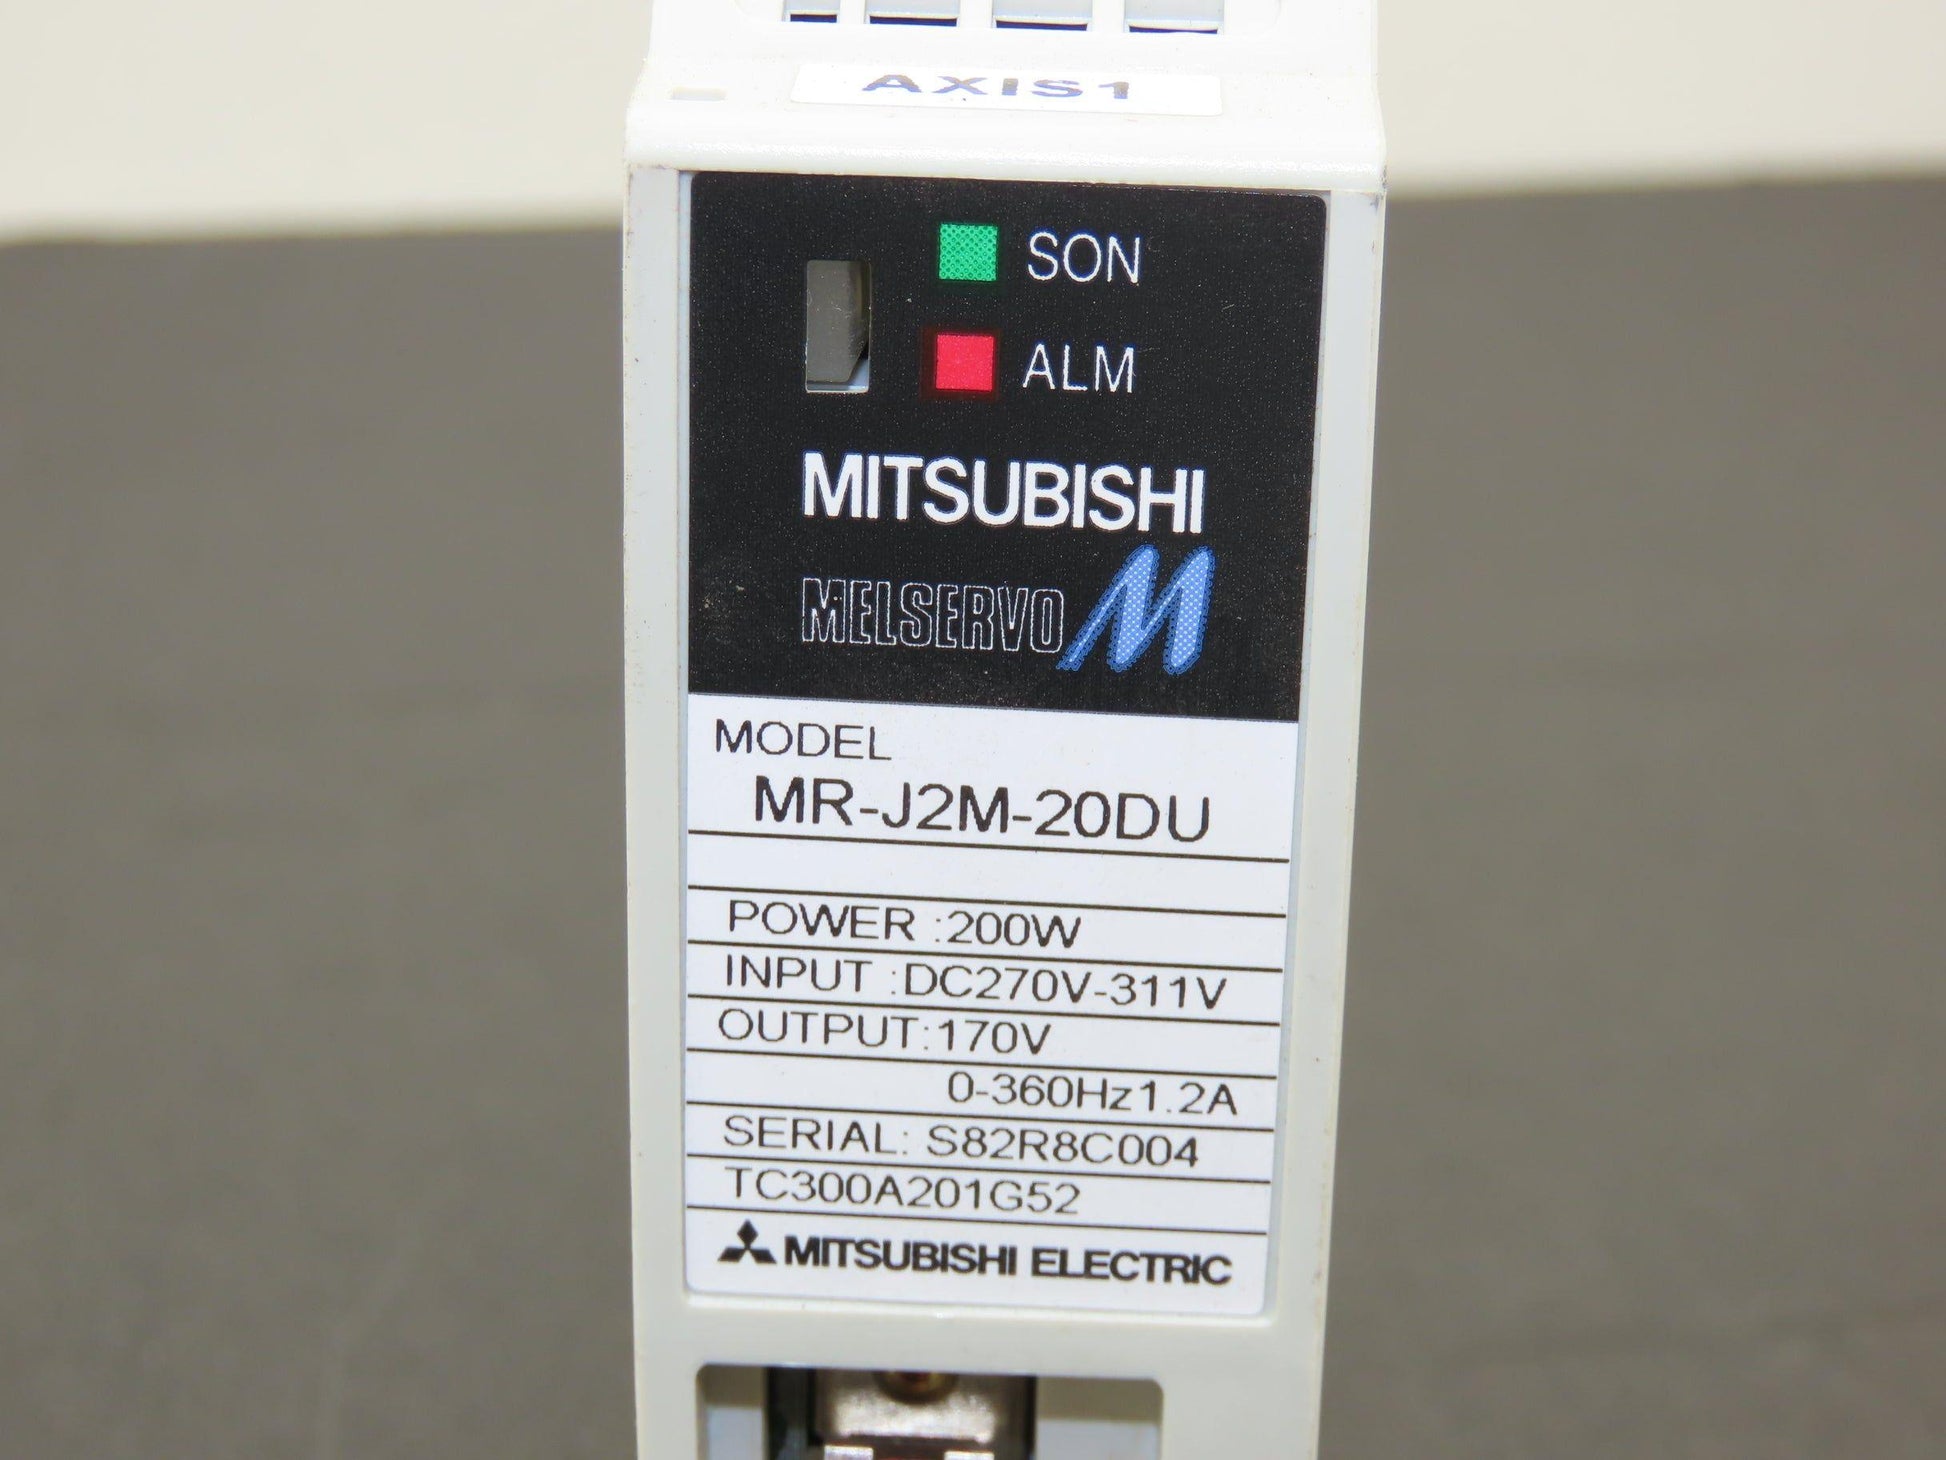 AXIS1
SON
ALM
MITSUBISHI
MELSERVO M
MODEL
MR-J2M-20DU
POWER :200W
INPUT :DC270V-311V
OUTPUT:170V
0-360Hz1.2A
SERIAL: S82R8C004
TC300A201G52
MITSUBISHI ELECTRIC